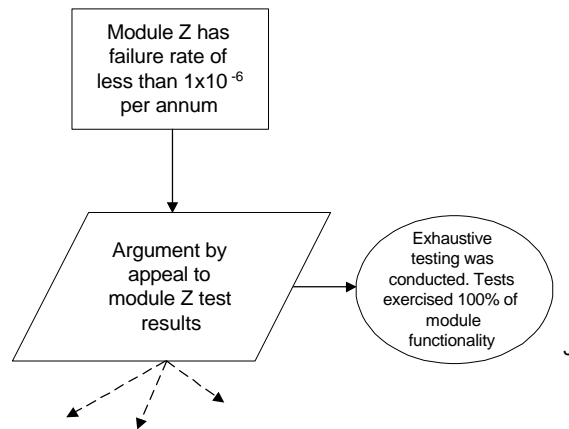 Module Z has
failure rate of
less than 1x10 -6
per annum
Argument by
appeal to
module Z test
results
Exhaustive
testing was
conducted. Tests
exercised 100% of
module
functionality
J